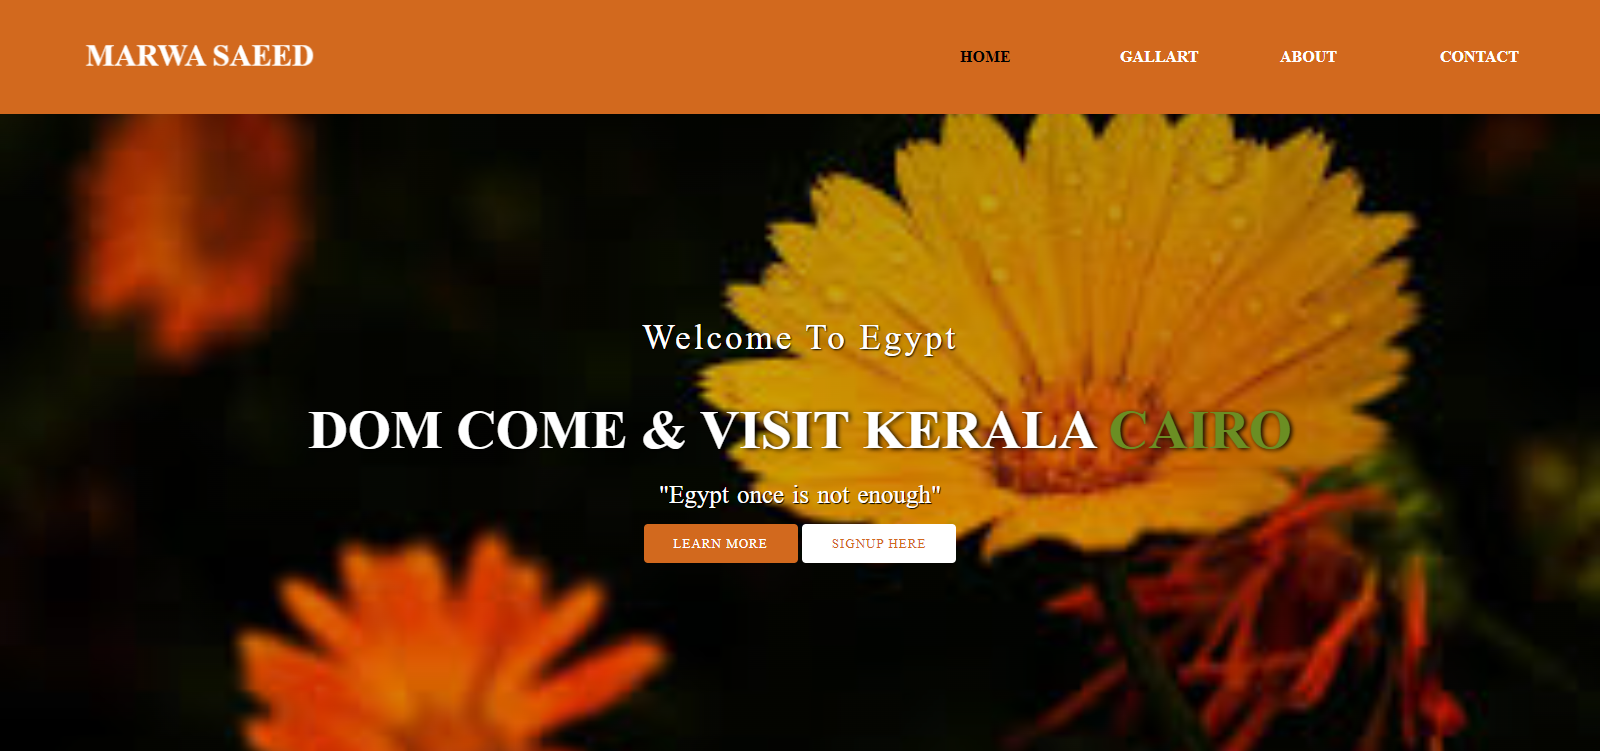 MARWA SAEED
HOME GALLART ABOUT CONTACT
Welcome To Egypt
DOM COME & VISIT KERALA CAIRO
"Egypt once is not enough"
LEARN MORE SIGNUP HERE